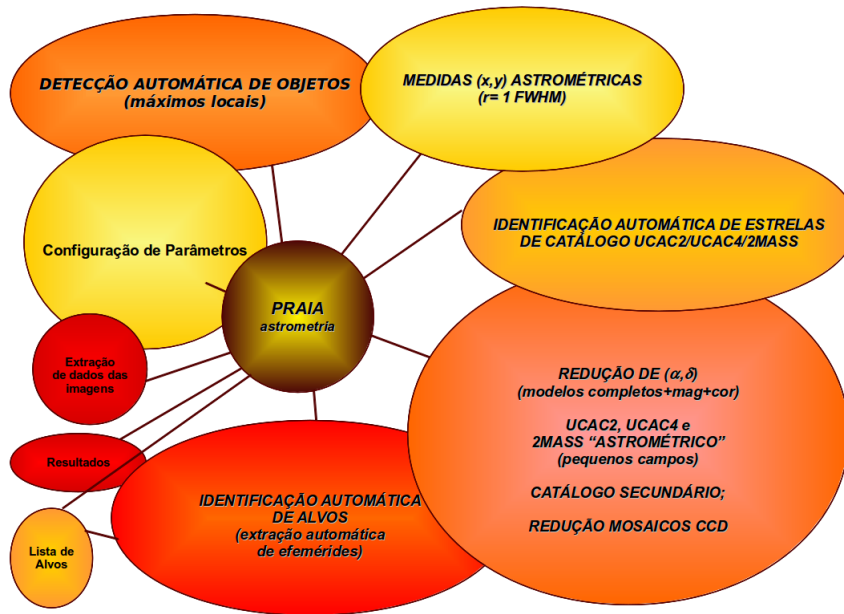 DETECÇÃO AUTOMÁTICA DE OBJETOS
(máximos locais)
MEDIDAS (x,y) ASTROMÉTRICAS
(r= 1 FWHM)
IDENTIFICAÇÃO AUTOMÁTICA DE ESTRELAS
DE CATÁLOGO UCAC2/UCAC4/2MASS
Configuração de Parâmetros
PRAIA
astrometria
Extração
de dados das
imagens
REDUÇÃO DE (α,δ)
(modelos completos+mag+cor)
UCAC2, UCAC4 e
2MASS “ASTROMÉTRICO”
(pequenos campos)
CATÁLOGO SECUNDÁRIO;
REDUÇÃO MOSAICOS CCD
Resultados
IDENTIFICAÇÃO AUTOMÁTICA
DE ALVOS
(extração automática
de efemérides)
Lista de
Alvos